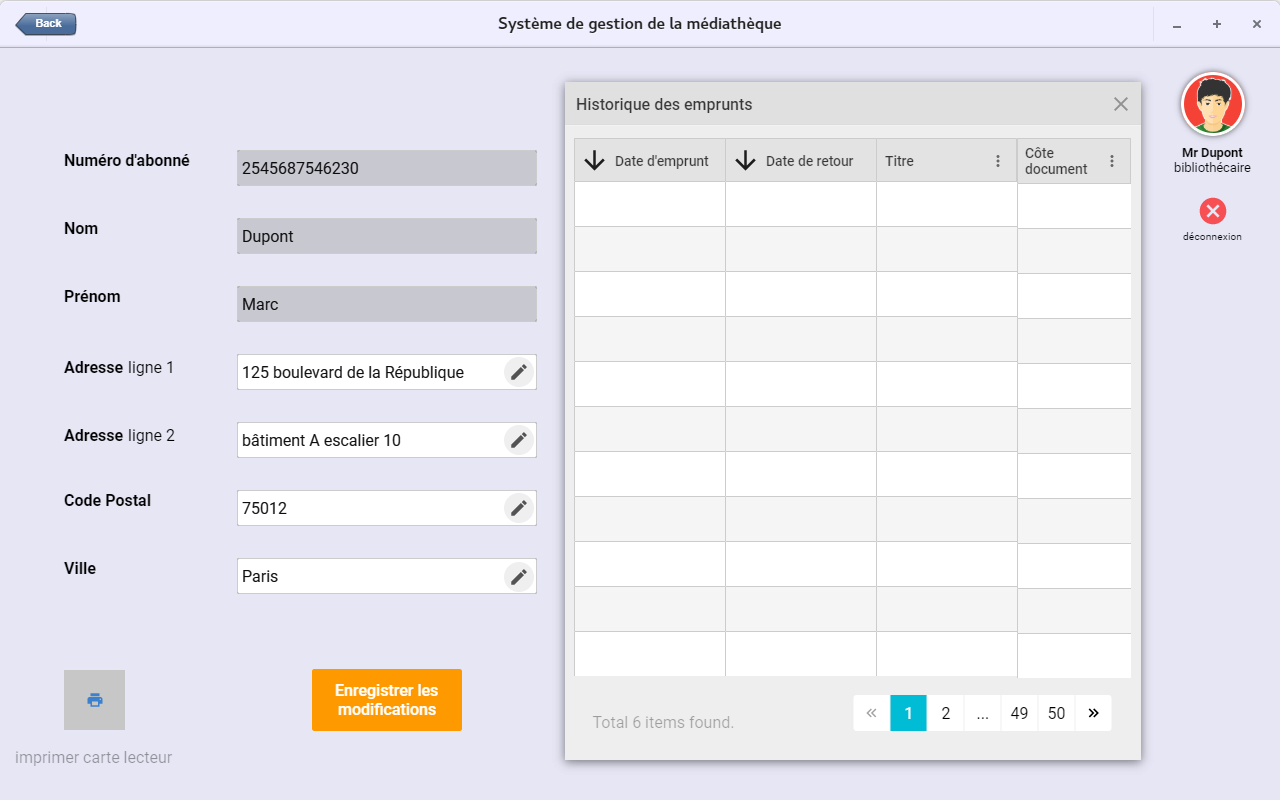 Back
Système de gestion de la médiathèque
Numéro d'abonné
2545687546230
Nom
Dupont
Prénom
Marc
Adresse ligne 1
125 boulevard de la République
Adresse ligne 2
bâtiment A escalier 10
Code Postal
75012
Ville
Paris
Enregistrer les
modifications
imprimer carte lecteur
Historique des emprunts
Date d'emprunt
Date de retour
Titre
Côte
document
Total 6 items found.
« 1 2 ... 49 50 »
Mr Dupont
bibliothécaire
déconnexion